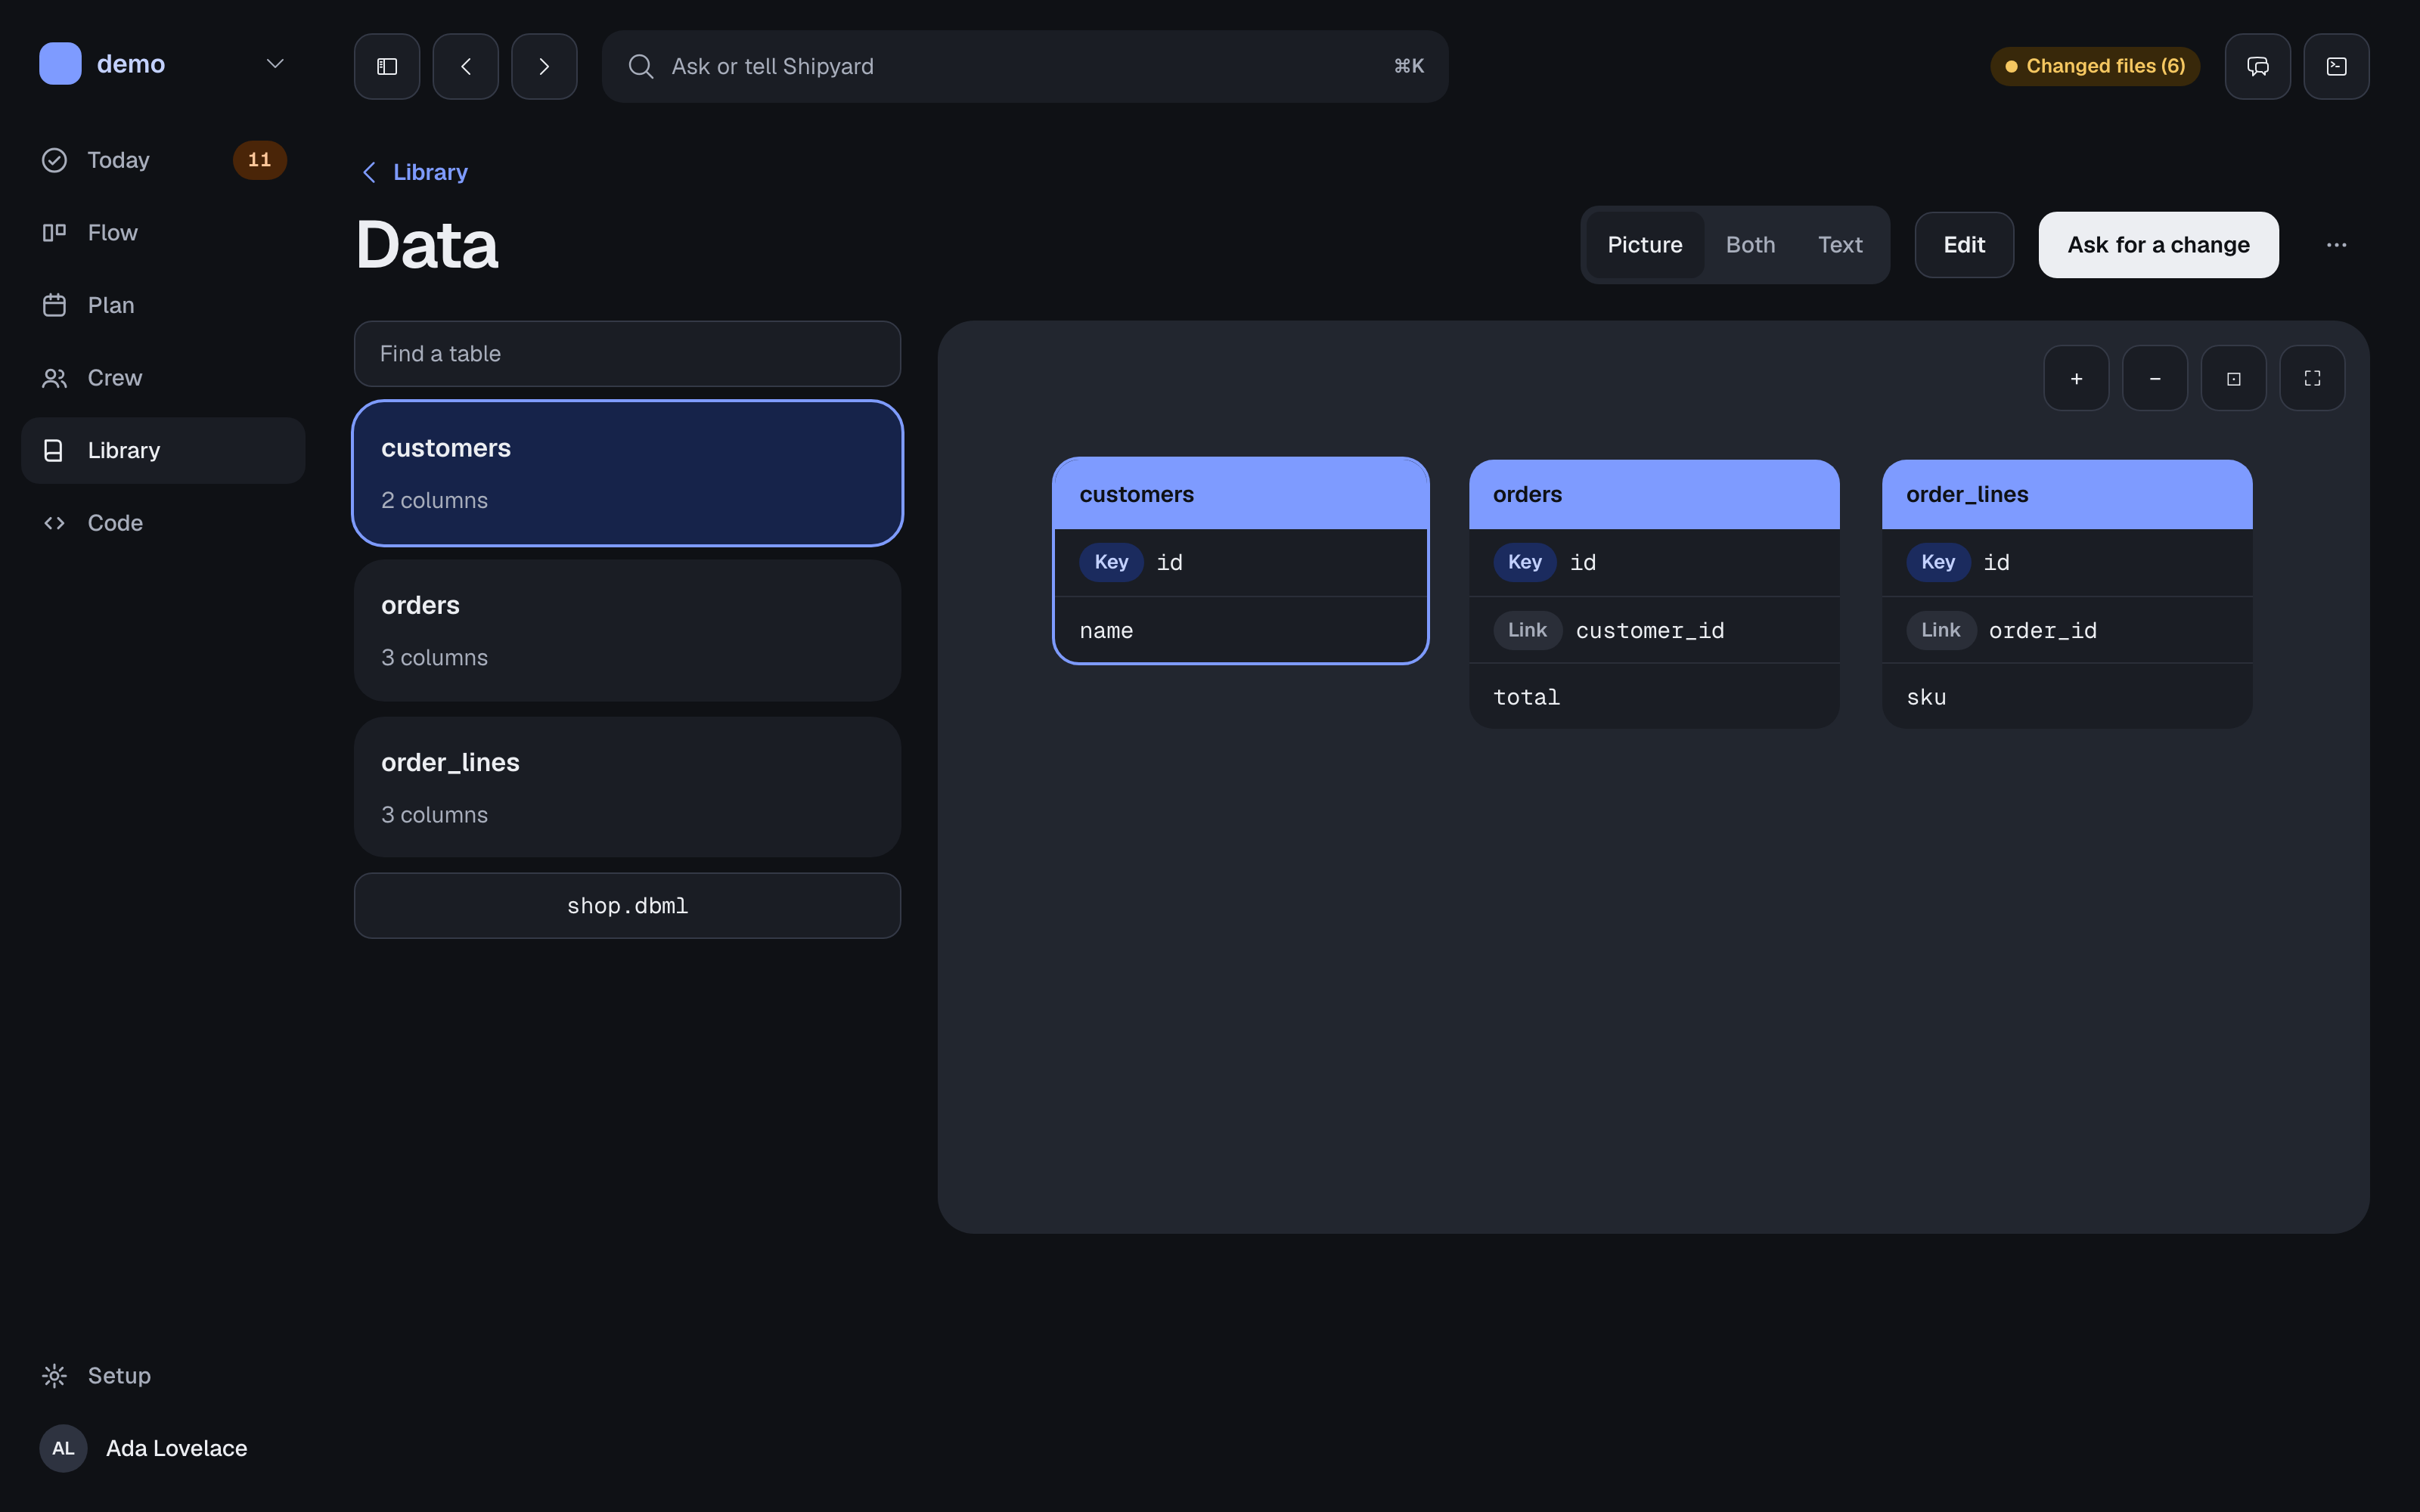 demo
Ask or tell Shipyard
⌘K
Changed files (6)
Today
11
Flow
Plan
Crew
Library
Code
Setup
AL
Ada Lovelace
Library
Data
Picture
Both
Text
Edit
Ask for a change
Find a table
customers
2 columns
orders
3 columns
order_lines
3 columns
shop.dbml
customers
Key id
name
orders
Key id
Link customer_id
total
order_lines
Key id
Link order_id
sku